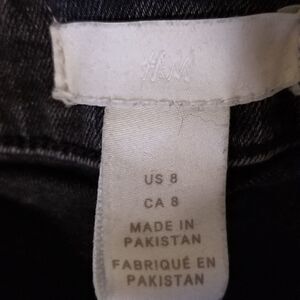 H&M
US 8
CA 8
MADE IN
PAKISTAN
FABRIQUÉ EN
PAKISTAN